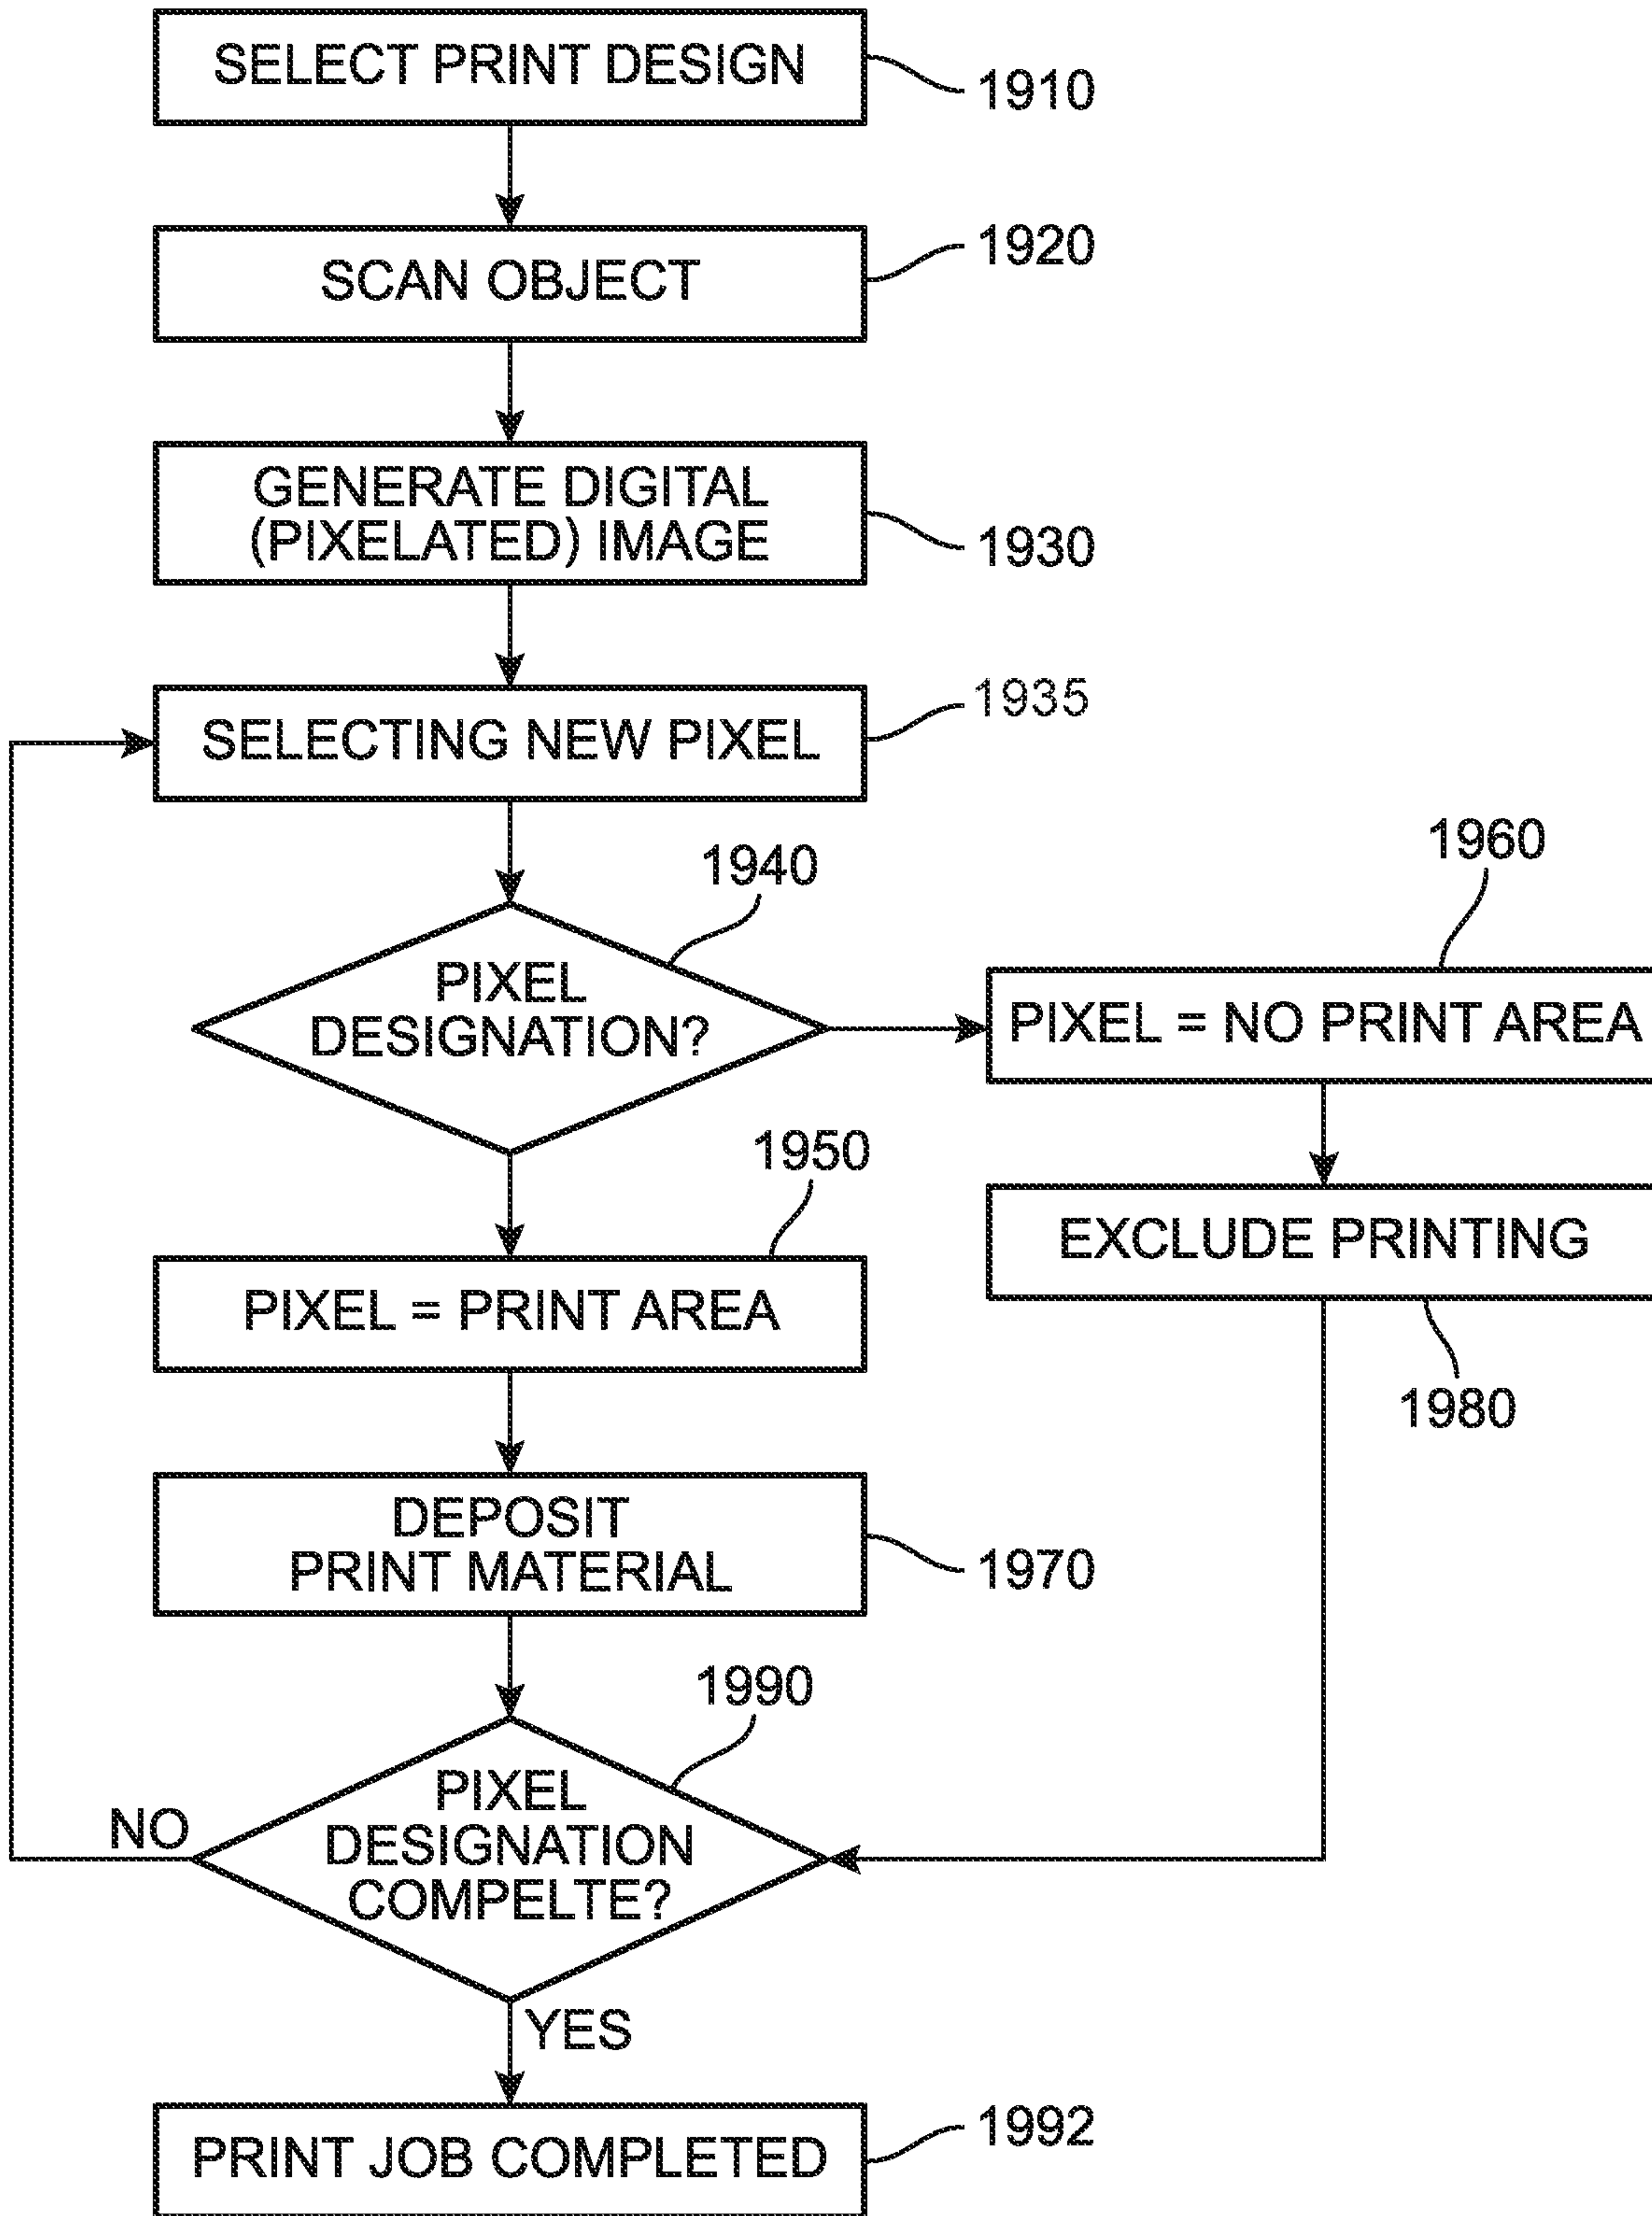 SELECT PRINT DESIGN
1910
SCAN OBJECT
1920
GENERATE DIGITAL
(PIXELATED) IMAGE
1930
SELECTING NEW PIXEL
1935
PIXEL
DESIGNATION?
1940
PIXEL = NO PRINT AREA
1960
EXCLUDE PRINTING
1980
PIXEL = PRINT AREA
1950
DEPOSIT
PRINT MATERIAL
1970
PIXEL
DESIGNATION
COMPELTE?
1990
NO
YES
PRINT JOB COMPLETED
1992